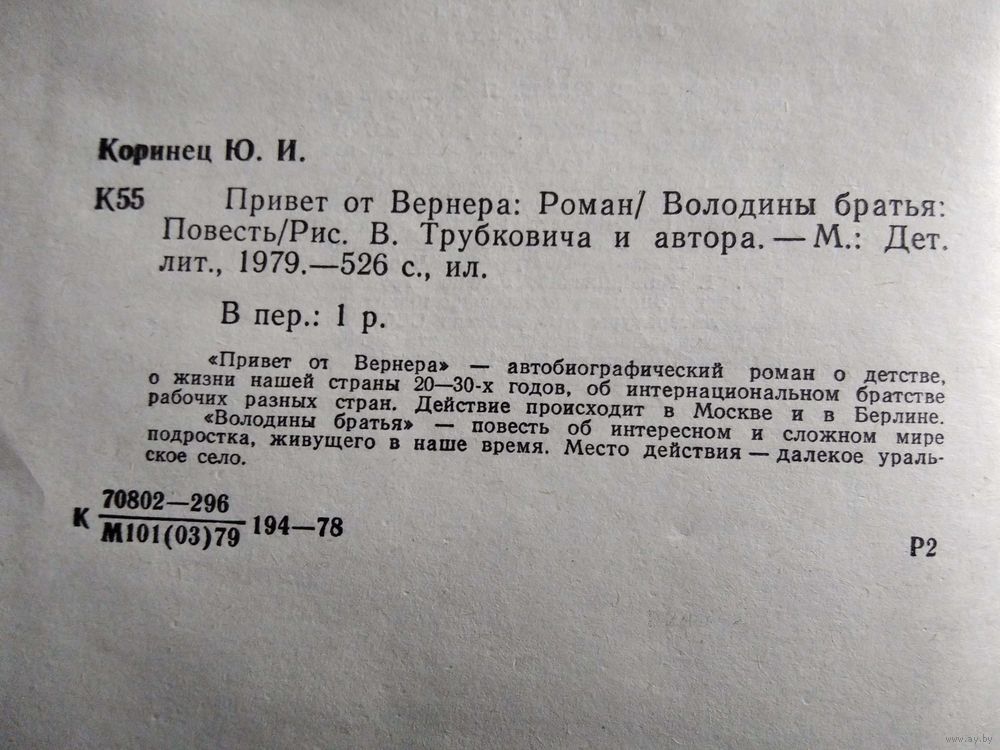 Коринец Ю. И.
К55 Привет от Вернера: Роман/ Володины братья:
Повесть/Рис. В. Трубковича и автора. — М.: Дет.
лит., 1979.—526 с., ил.
В пер.: 1 р.
«Привет от Вернера» — автобиографический роман о детстве,
о жизни нашей страны 20—30-х годов, об интернациональном братстве
рабочих разных стран. Действие происходит в Москве и в Берлине.
«Володины братья» — повесть об интересном и сложном мире
подростка, живущего в наше время. Место действия — далекое ураль-
ское село.
70802—296
К М101(03)79 194—78
Р2
www.ay.by